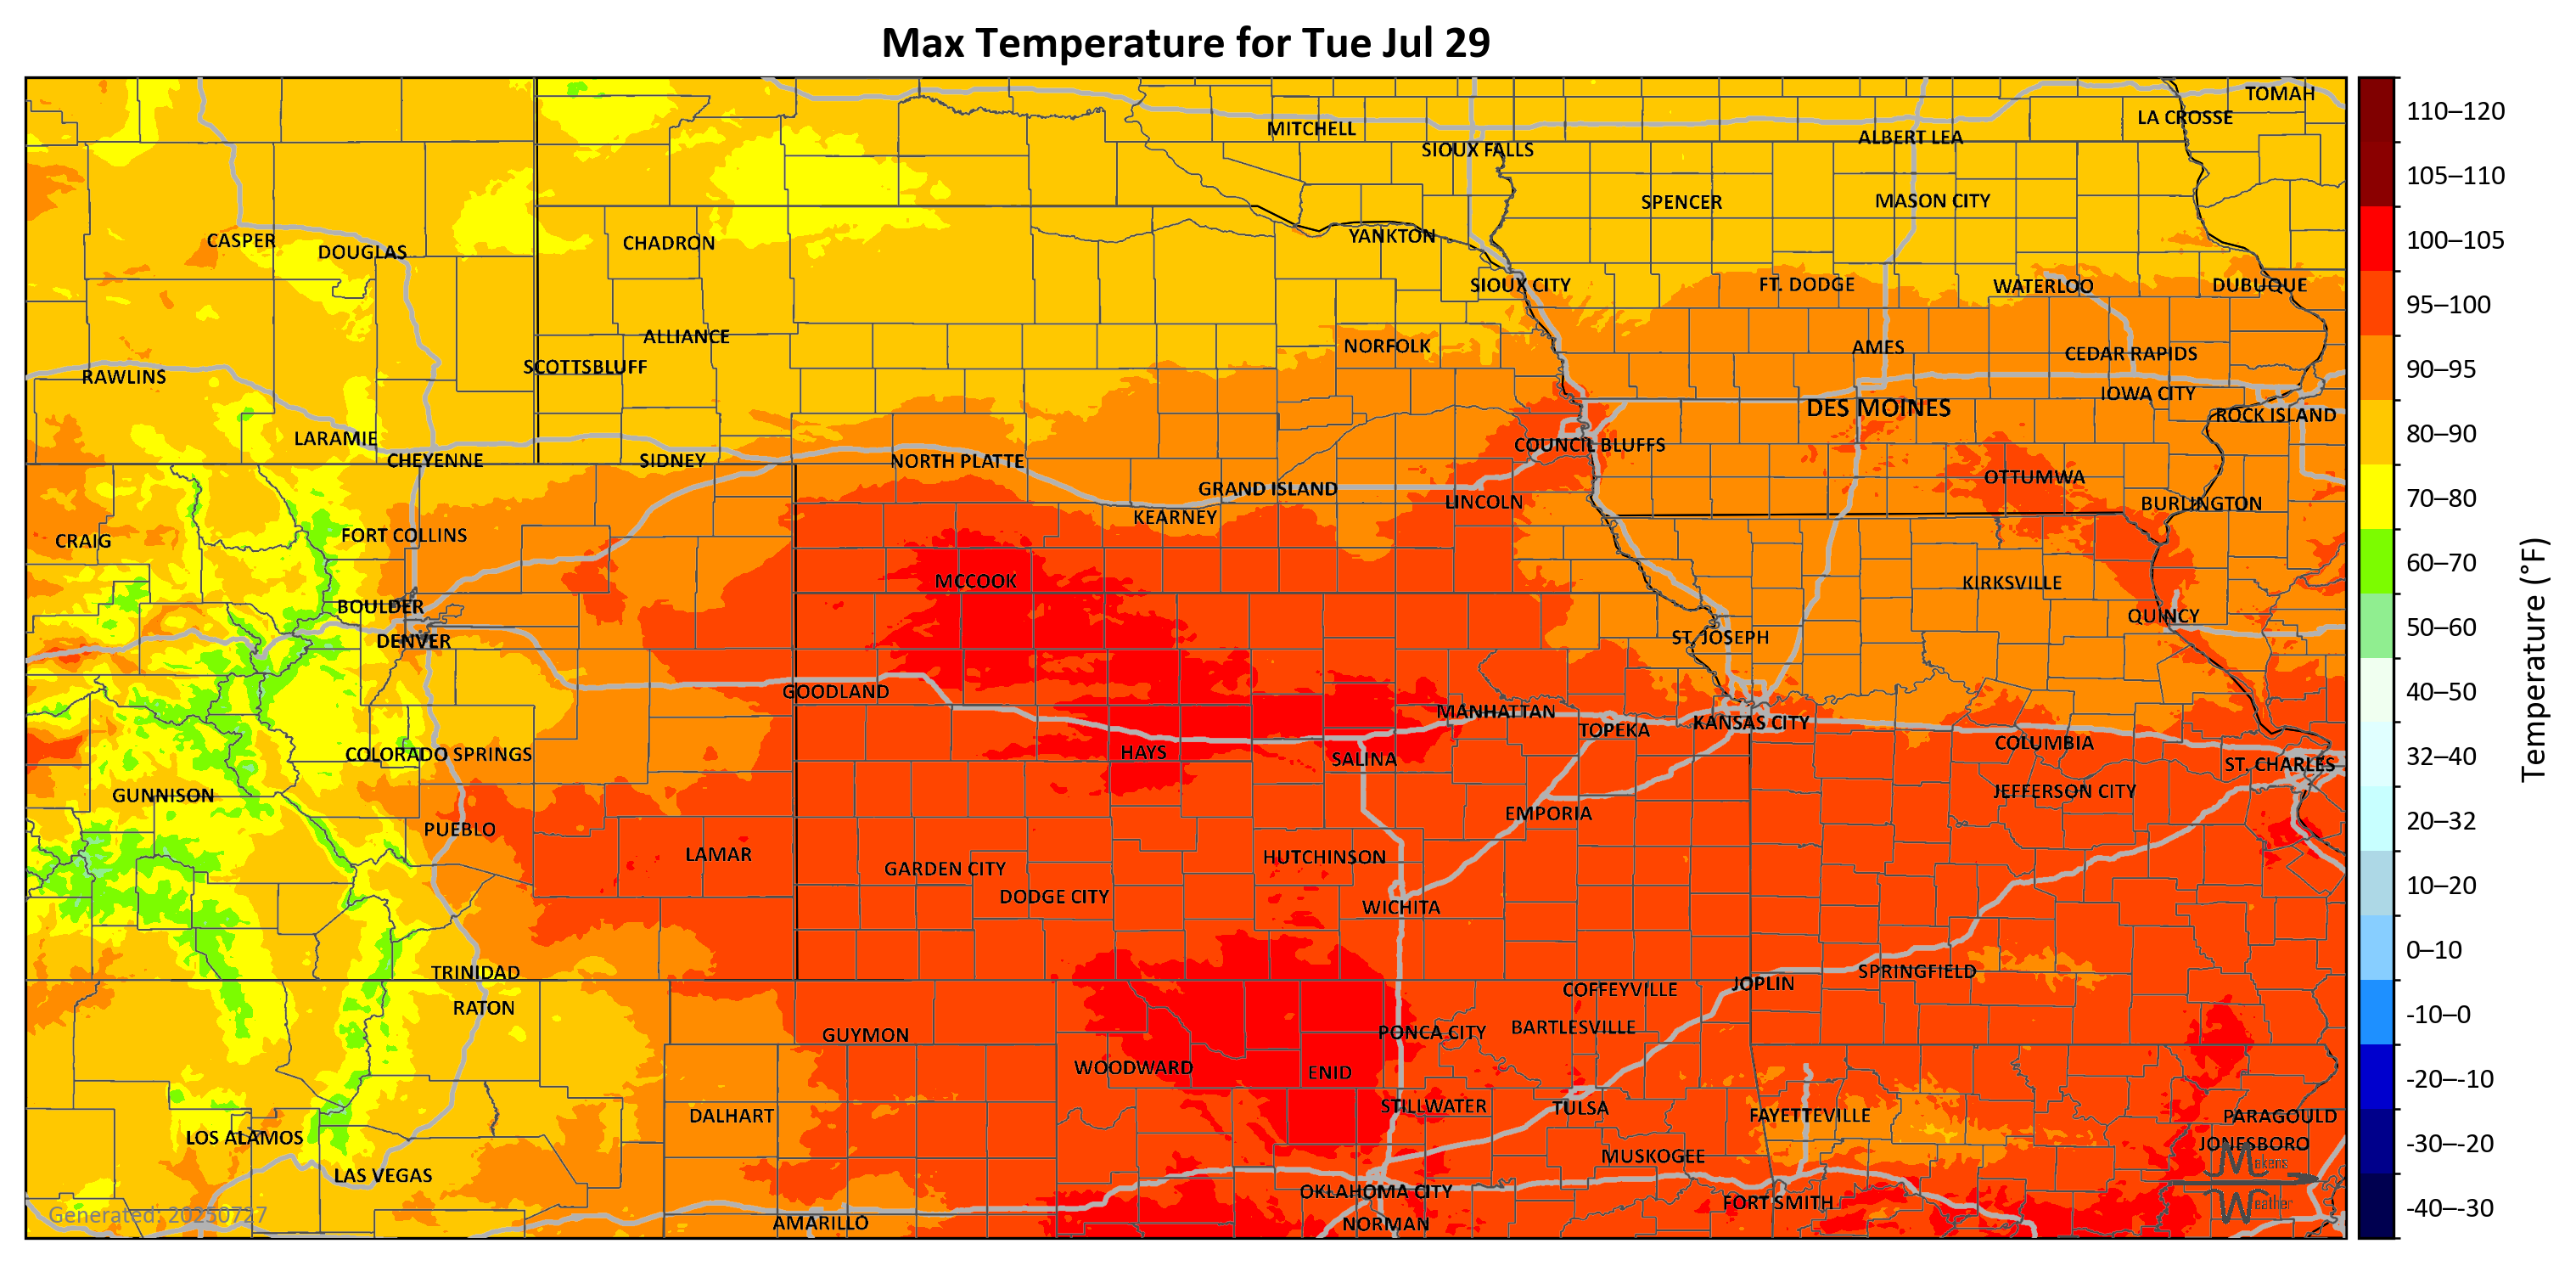 Max Temperature for Tue Jul 29
TOMAH
LA CROSSE
MITCHELL
ALBERT LEA
SIOUX FALLS
SPENCER
MASON CITY
YANKTON
CASPER
CHADRON
DOUGLAS
SIOUX CITY
FT. DODGE
WATERLOO
DUBUQUE
ALLIANCE
NORFOLK
AMES
CEDAR RAPIDS
SCOTTSBLUFF
RAWLINS
IOWA CITY
DES MOINES
ROCK ISLAND
LARAMIE
COUNCIL BLUFFS
CHEYENNE
SIDNEY
NORTH PLATTE
OTTUMWA
GRAND ISLAND
LINCOLN
BURLINGTON
KEARNEY
FORT COLLINS
CRAIG
MCCOOK
KIRKSVILLE
BOULDER
QUINCY
DENVER
ST. JOSEPH
GOODLAND
MANHATTAN
KANSAS CITY
TOPEKA
COLUMBIA
COLORADO SPRINGS
HAYS
SALINA
ST. CHARLES
GUNNISON
JEFFERSON CITY
EMPORIA
PUEBLO
LAMAR
HUTCHINSON
GARDEN CITY
DODGE CITY
WICHITA
TRINIDAD
SPRINGFIELD
JOPLIN
COFFEYVILLE
RATON
BARTLESVILLE
GUYMON
PONCA CITY
WOODWARD
ENID
STILLWATER
TULSA
DALHART
FAYETTEVILLE
PARAGOULD
LOS ALAMOS
JONESBORO
MUSKOGEE
LAS VEGAS
OKLAHOMA CITY
FORT SMITH
AMARILLO
NORMAN
Generated: 20250727
Makens
Weather
110–120
105–110
100–105
95–100
90–95
80–90
70–80
60–70
50–60
40–50
32–40
20–32
10–20
0–10
-10–0
-20–-10
-30–-20
-40–-30
Temperature (°F)